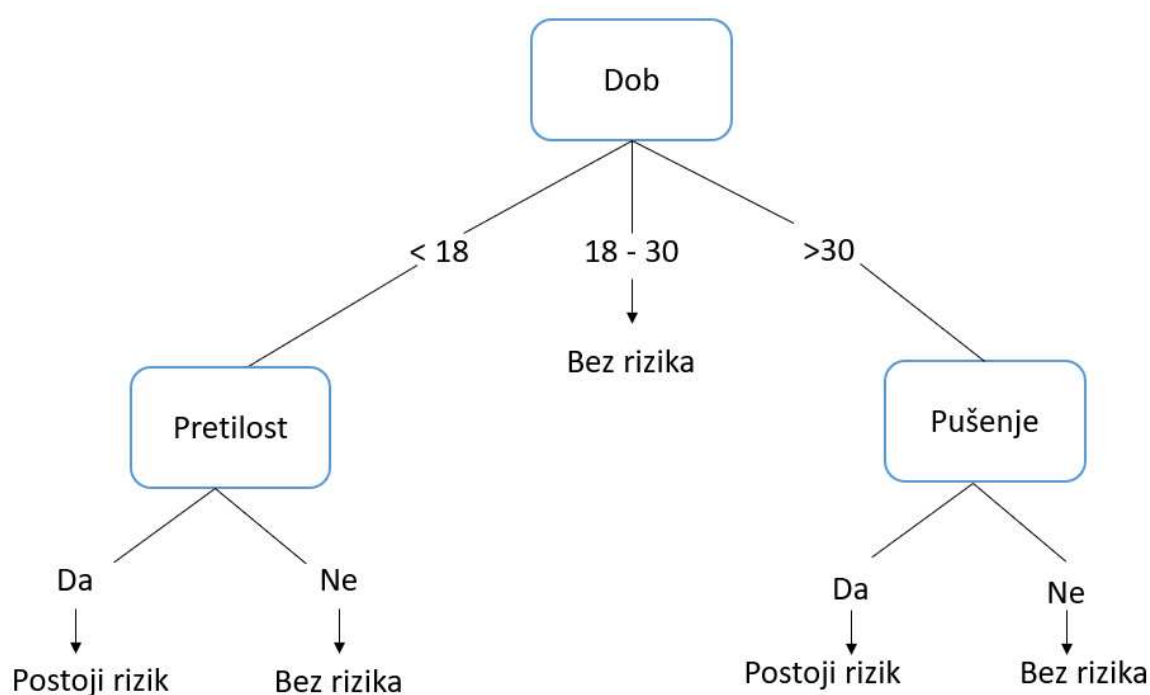 Dob
< 18
18 - 30
>30
Bez rizika
Pretilost
Pušenje
Da
Ne
Da
Ne
Postoji rizik
Bez rizika
Postoji rizik
Bez rizika